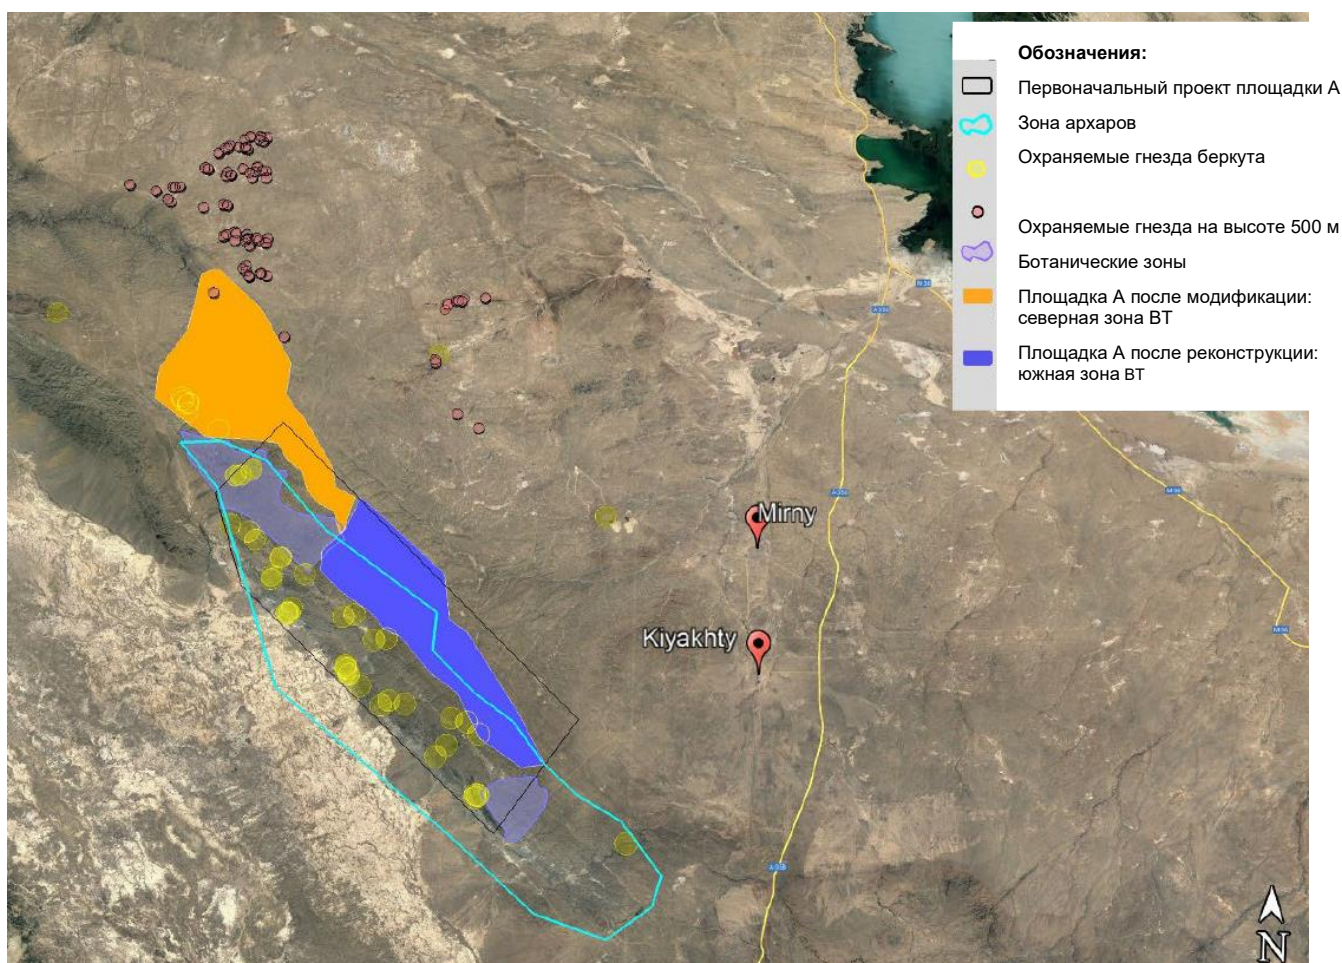 Обозначения:
Первоначальный проект площадки А
Зона архаров
Охраняемые гнезда беркута
Охраняемые гнезда на высоте 500 м
Ботанические зоны
Площадка А после модификации:
северная зона ВТ
Площадка А после реконструкции:
южная зона ВТ
Mirny
Kiyakhty
N